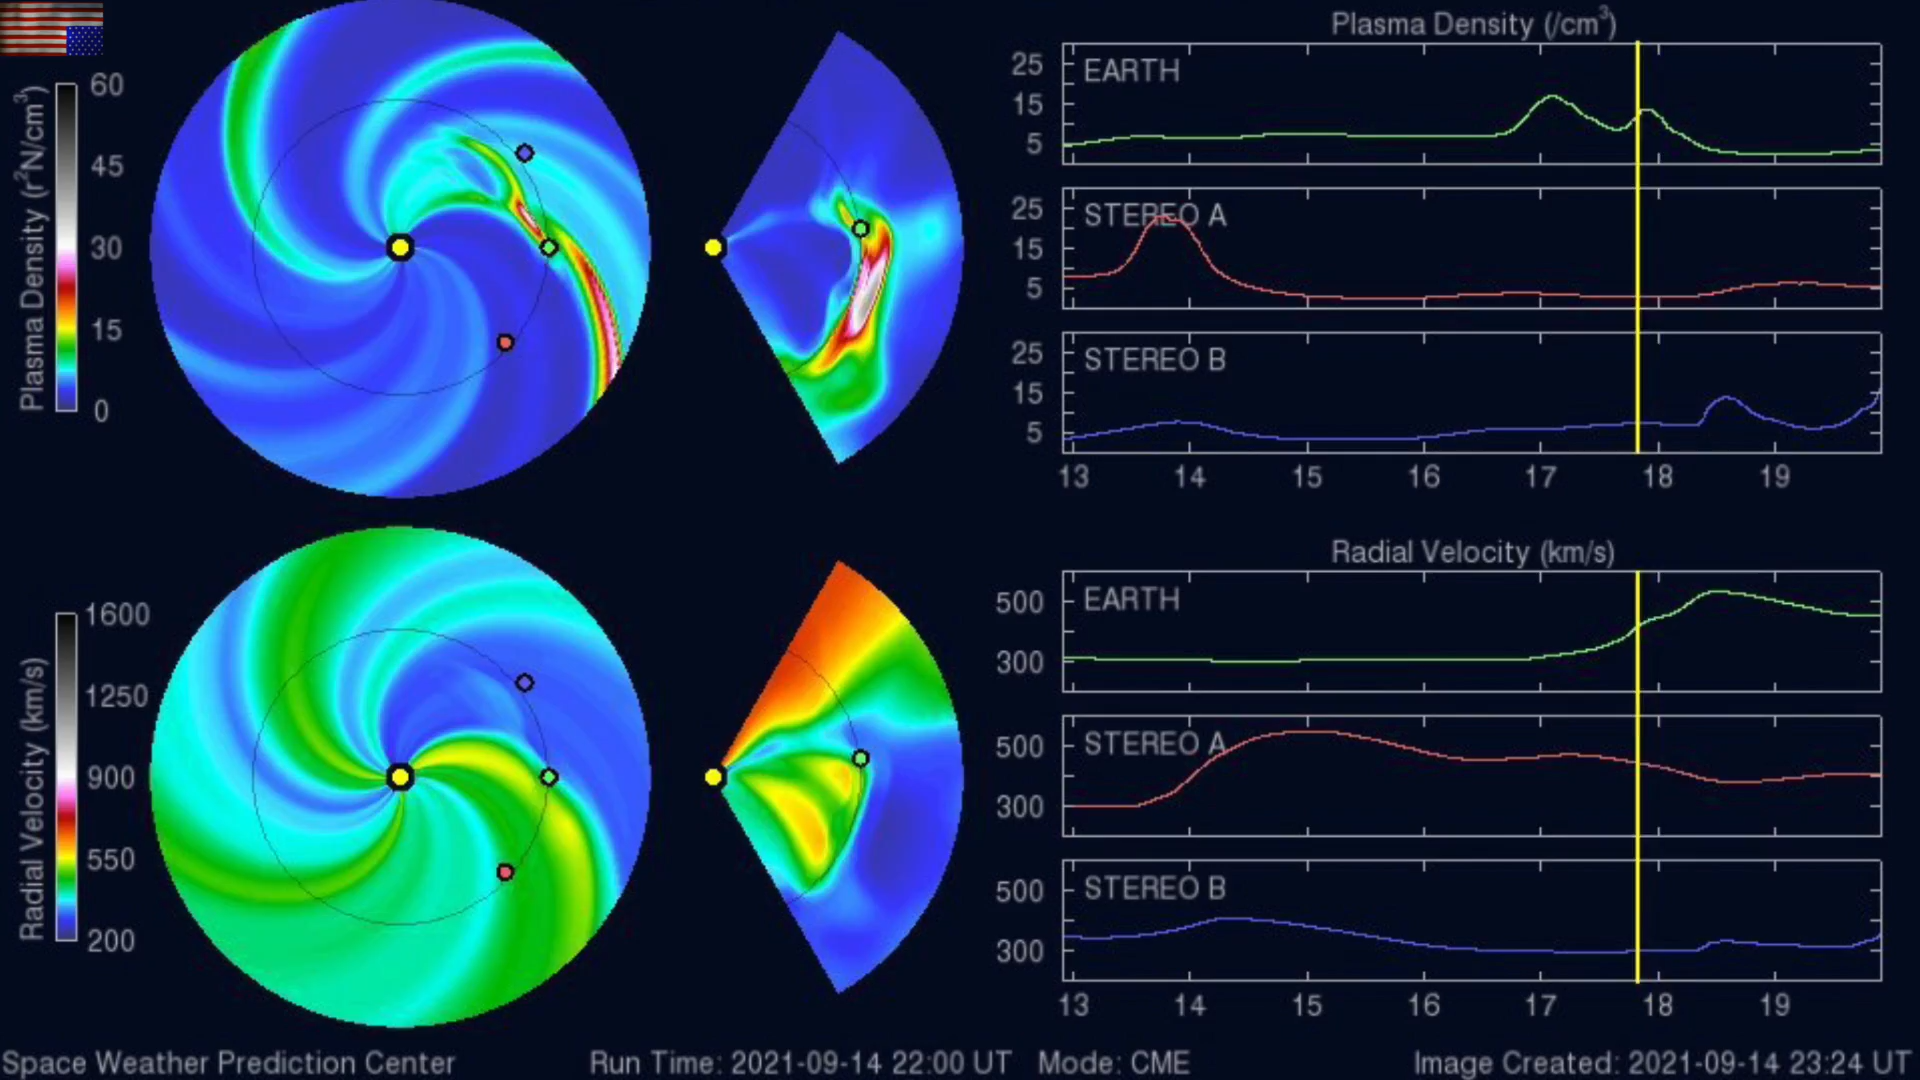 Plasma Density (/cm³)
Plasma Density (r²N/cm³)
60
45
30
15
0
25
15
5
EARTH
25
15
5
STEREO A
25
15
5
STEREO B
13 14 15 16 17 18 19
Radial Velocity (km/s)
Radial Velocity (km/s)
1600
1250
900
550
200
500
300
EARTH
500
300
STEREO A
500
300
STEREO B
13 14 15 16 17 18 19
Space Weather Prediction Center Run Time: 2021-09-14 22:00 UT Mode: CME Image Created: 2021-09-14 23:24 UT